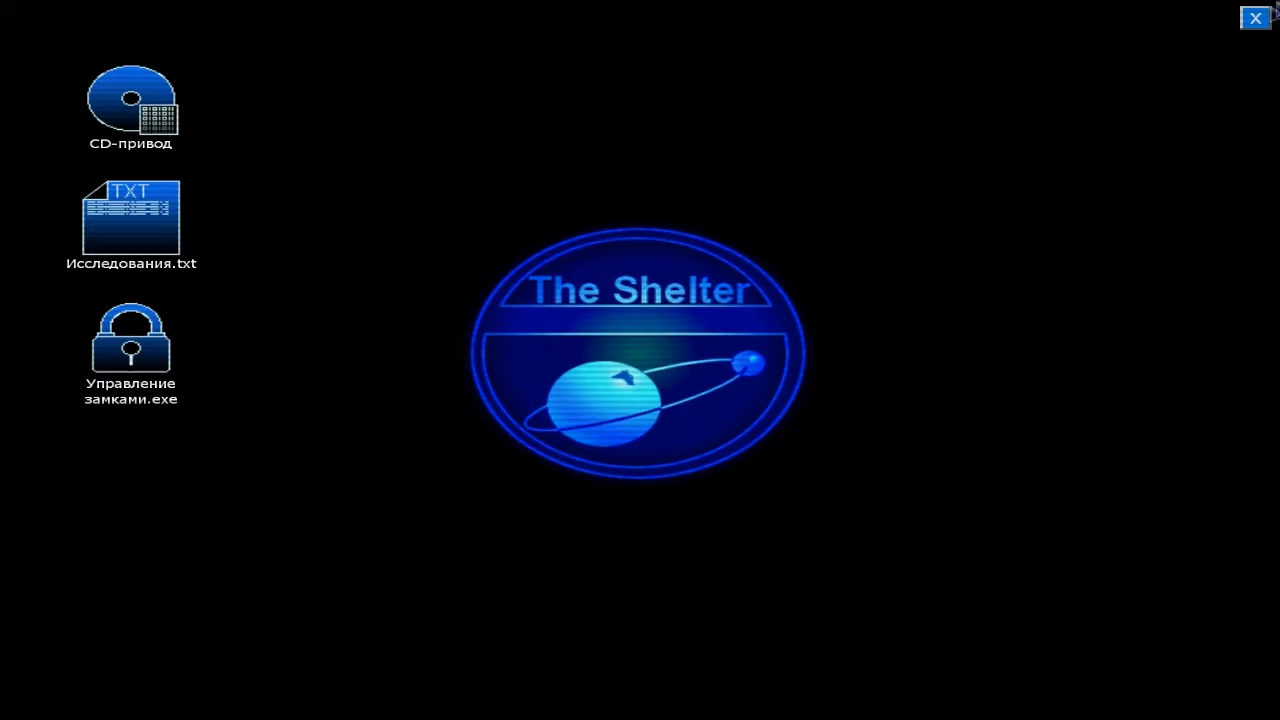 X
CD-привод
TXT
Исследования.txt
Управление
замками.exe
The Shelter